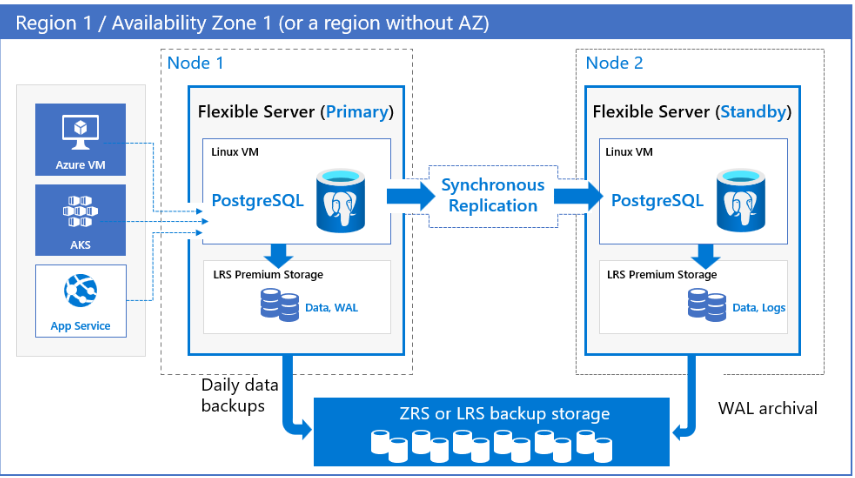 Region 1 / Availability Zone 1 (or a region without AZ)
Node 1
Node 2
Azure VM
AKS
App Service
Flexible Server (Primary)
Linux VM
PostgreSQL
LRS Premium Storage
Data, WAL
Synchronous
Replication
Flexible Server (Standby)
Linux VM
PostgreSQL
LRS Premium Storage
Data, Logs
Daily data
backups
ZRS or LRS backup storage
WAL archival